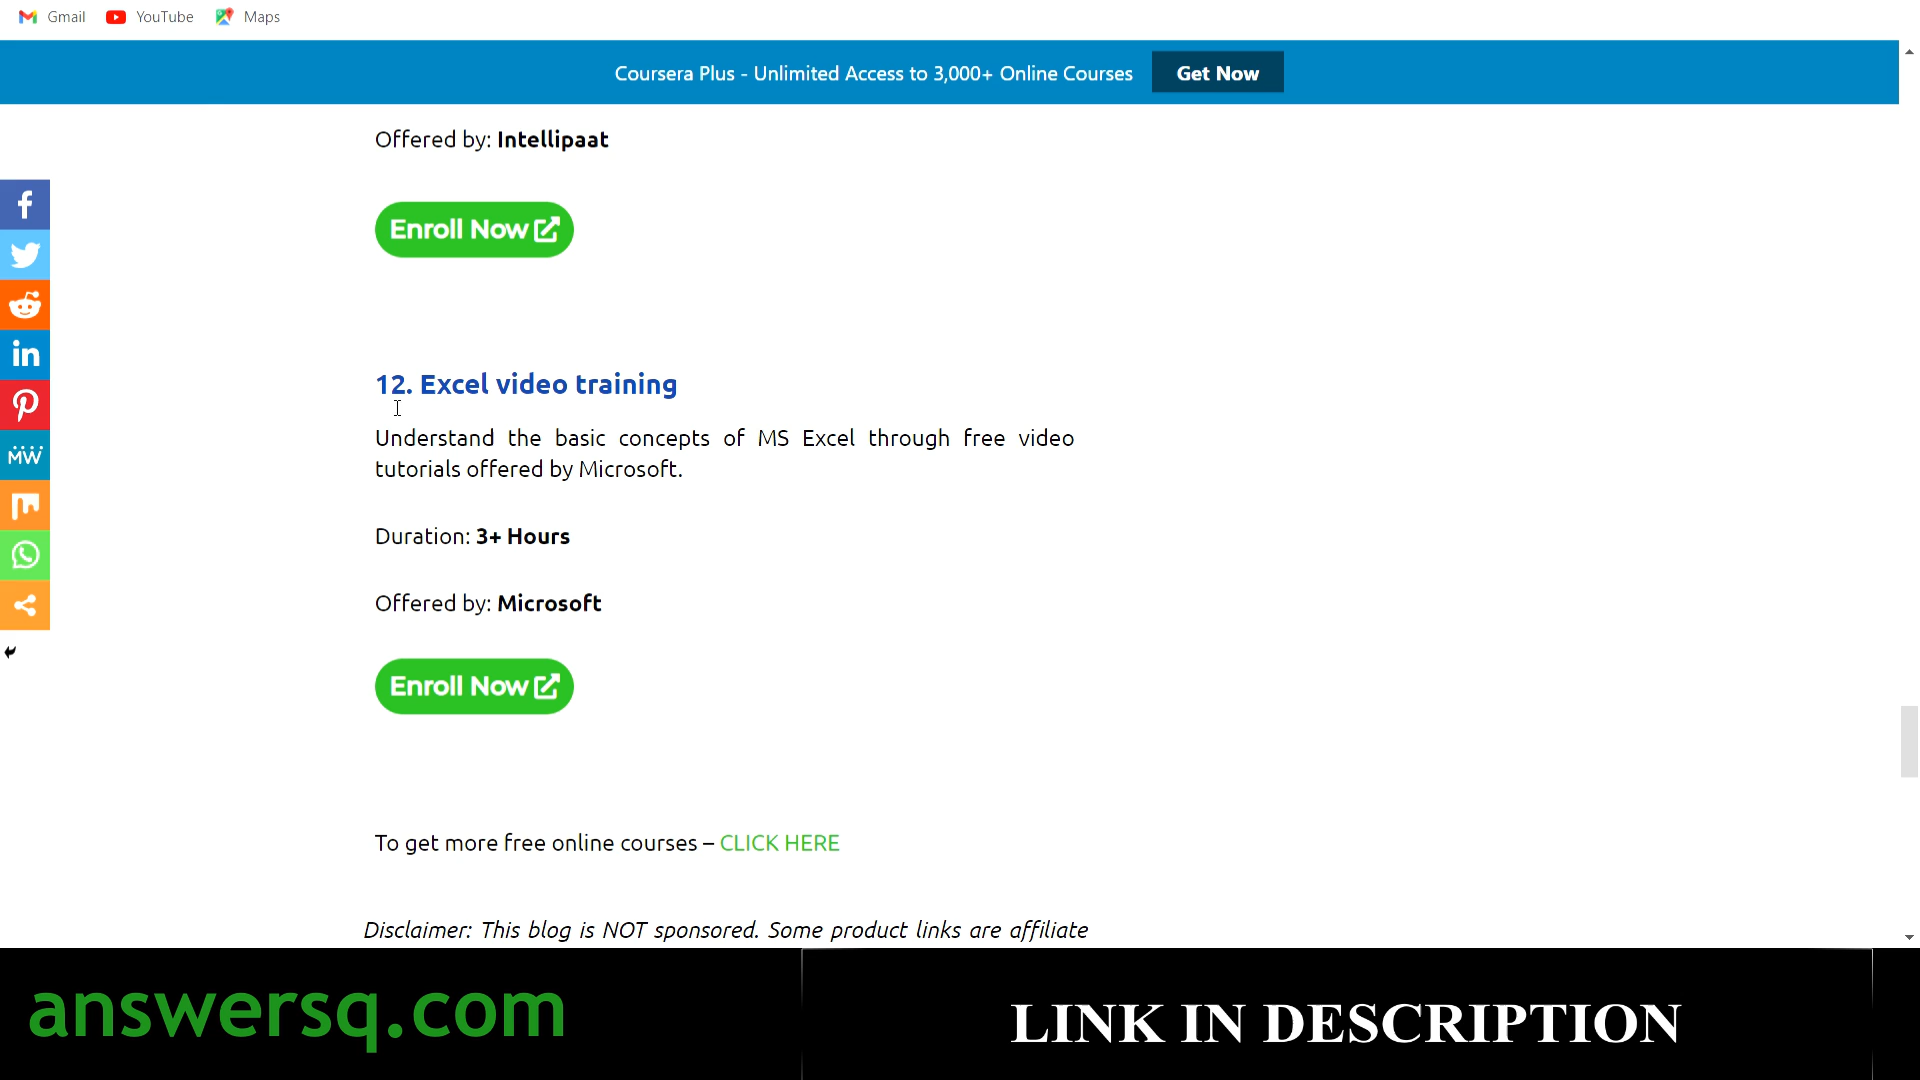 Gmail YouTube Maps
Coursera Plus - Unlimited Access to 3,000+ Online Courses Get Now
Offered by: Intellipaat
Enroll Now
12. Excel video training
Understand the basic concepts of MS Excel through free video
tutorials offered by Microsoft.
Duration: 3+ Hours
Offered by: Microsoft
Enroll Now
To get more free online courses – CLICK HERE
Disclaimer: This blog is NOT sponsored. Some product links are affiliate
answersq.com
LINK IN DESCRIPTION